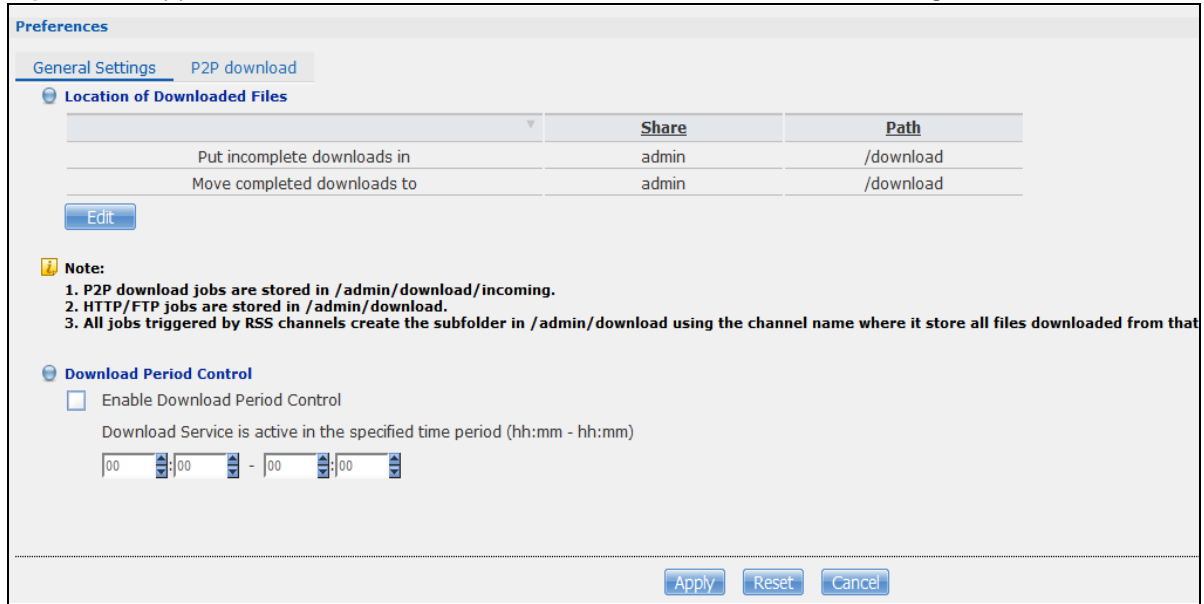 Preferences
General Settings P2P download
Location of Downloaded Files
Share Path
Put incomplete downloads in admin /download
Move completed downloads to admin /download
Edit
Note:
1. P2P download jobs are stored in /admin/download/incoming.
2. HTTP/FTP jobs are stored in /admin/download.
3. All jobs triggered by RSS channels create the subfolder in /admin/download using the channel name where it store all files downloaded from that
Download Period Control
Enable Download Period Control
Download Service is active in the specified time period (hh:mm - hh:mm)
00 : 00 - 00 : 00
Apply Reset Cancel